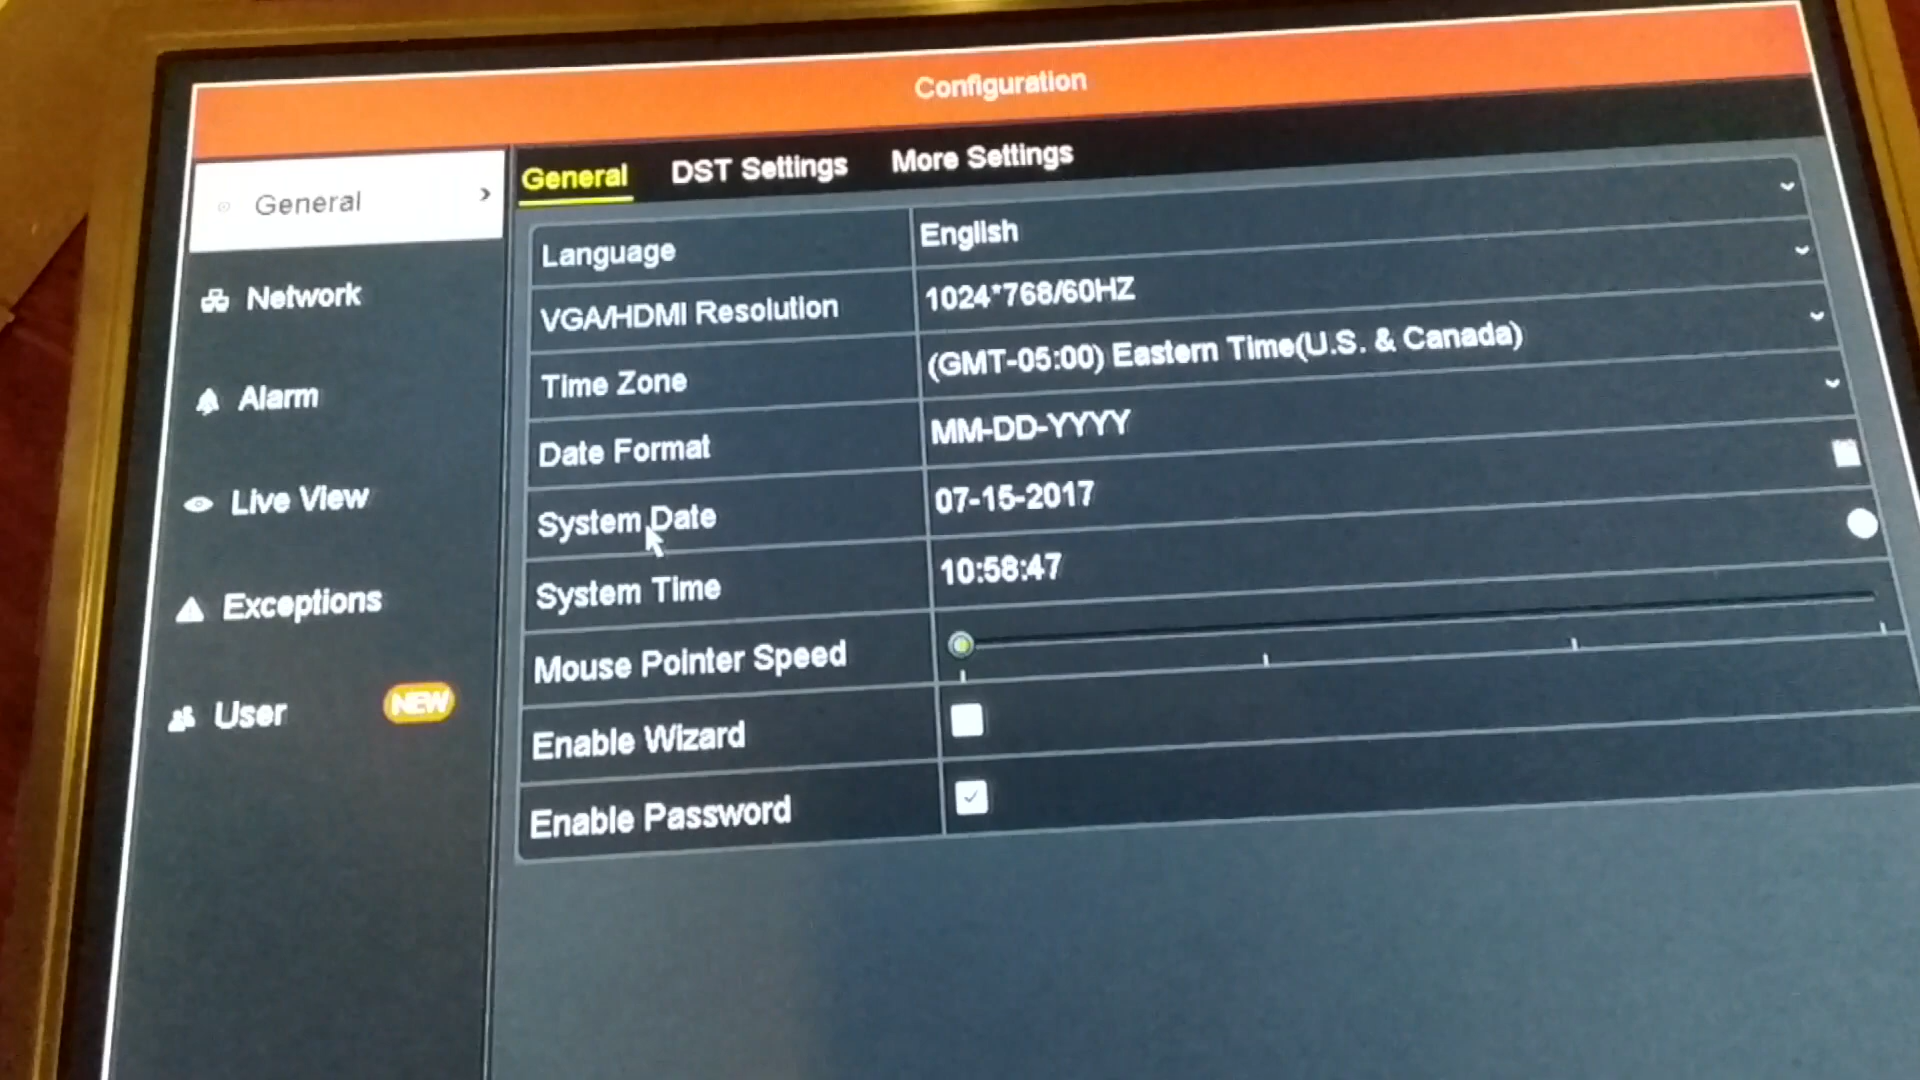 Configuration
General
Network
Alarm
Live View
Exceptions
User NEW
General DST Settings More Settings
Language English
VGA/HDMI Resolution 1024*768/60HZ
Time Zone (GMT-05:00) Eastern Time(U.S. & Canada)
Date Format MM-DD-YYYY
System Date 07-15-2017
System Time 10:58:47
Mouse Pointer Speed
Enable Wizard
Enable Password